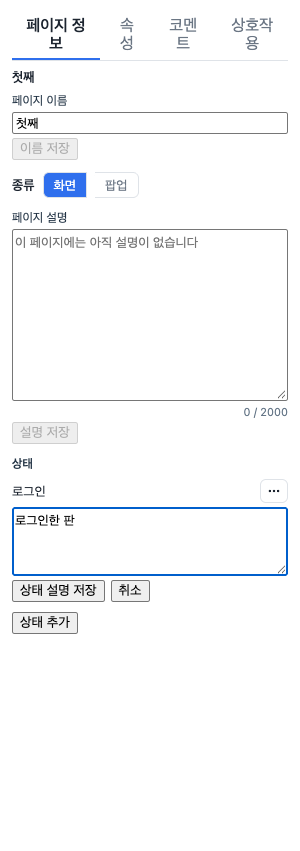 페이지 정
보
속
성
코멘
트
상호작
용
첫째
페이지 이름
첫째
이름 저장
종류 화면 팝업
페이지 설명
이 페이지에는 아직 설명이 없습니다
0 / 2000
설명 저장
상태
로그인 ···
로그인한 판
상태 설명 저장 취소
상태 추가